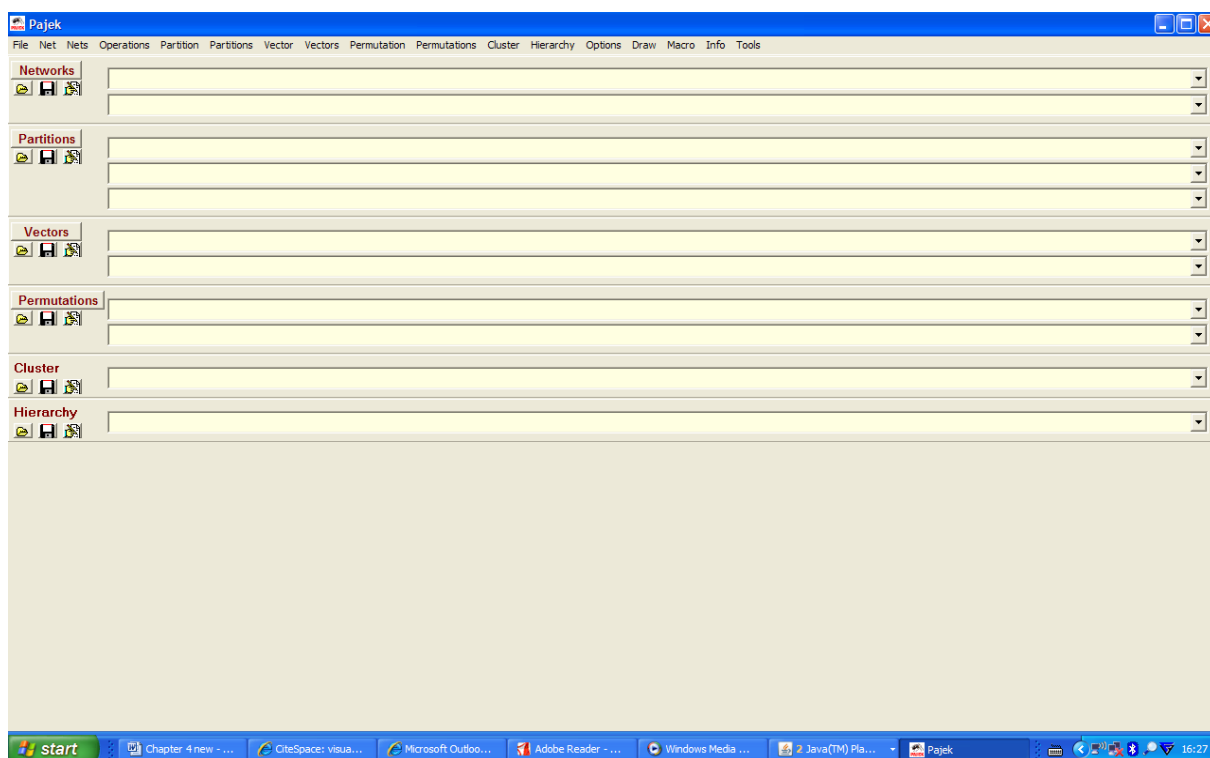 Pajek
File Net Nets Operations Partition Partitions Vector Vectors Permutation Permutations Cluster Hierarchy Options Draw Macro Info Tools
Networks
Partitions
Vectors
Permutations
Cluster
Hierarchy
start Chapter 4 new - ... CiteSpace: visua... Microsoft Outloo... Adobe Reader - ... Windows Media ... 2 Java(TM) Pla... Pajek 16:27